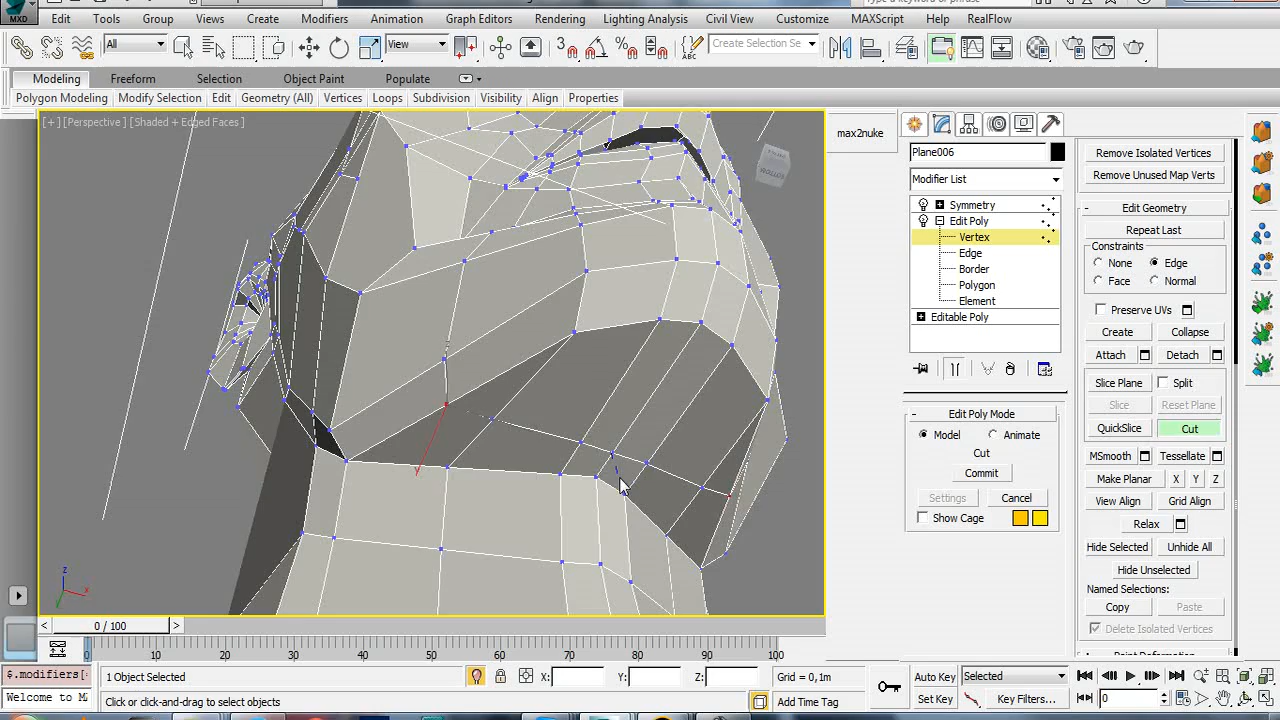 MXD
Edit Tools Group Views Create Modifiers Animation Graph Editors Rendering Lighting Analysis Civil View Customize MAXScript Help RealFlow
All View 3 ABC Create Selection Se
Modeling Freeform Selection Object Paint Populate
Polygon Modeling Modify Selection Edit Geometry (All) Vertices Loops Subdivision Visibility Align Properties
[ + ] [Perspective ] [Shaded + Edged Faces ]
max2nuke
Plane006
Modifier List
Symmetry
Edit Poly
Vertex
Edge
Border
Polygon
Element
Editable Poly
- Edit Poly Mode
Model Animate
Cut
Commit
Settings Cancel
Show Cage
Remove Isolated Vertices
Remove Unused Map Verts
- Edit Geometry
Repeat Last
Constraints
None Edge
Face Normal
Preserve UVs
Create Collapse
Attach Detach
Slice Plane Split
Slice Reset Plane
QuickSlice Cut
MSmooth Tessellate
Make Planar X Y Z
View Align Grid Align
Relax
Hide Selected Unhide All
Hide Unselected
Named Selections:
Copy Paste
Delete Isolated Vertices
y
z
x
< 0 / 100 >
0 10 20 30 40 50 60 70 80 90 100
$.modifiers[· 1 Object Selected X: Y: Z: Grid = 0,1m Auto Key Selected
Welcome to M Click or click-and-drag to select objects Add Time Tag Set Key Key Filters... 0